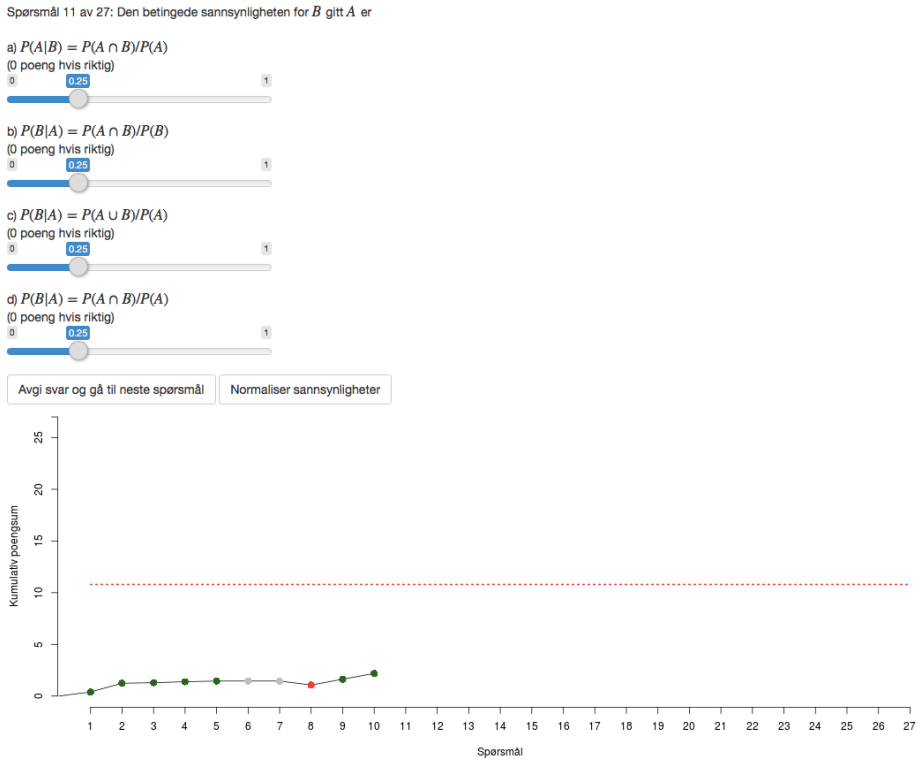 Spørsmål 11 av 27: Den betingede sannsynligheten for B gitt A er
a) P(A|B) = P(A ∩ B)/P(A)
(0 poeng hvis riktig)
0 0.25 1
b) P(B|A) = P(A ∩ B)/P(B)
(0 poeng hvis riktig)
0 0.25 1
c) P(B|A) = P(A ∪ B)/P(A)
(0 poeng hvis riktig)
0 0.25 1
d) P(B|A) = P(A ∩ B)/P(A)
(0 poeng hvis riktig)
0 0.25 1
Avgi svar og gå til neste spørsmål Normaliser sannsynligheter
Kumulativ poengsum
25
20
15
10
5
0
1 2 3 4 5 6 7 8 9 10 11 12 13 14 15 16 17 18 19 20 21 22 23 24 25 26 27
Spørsmål